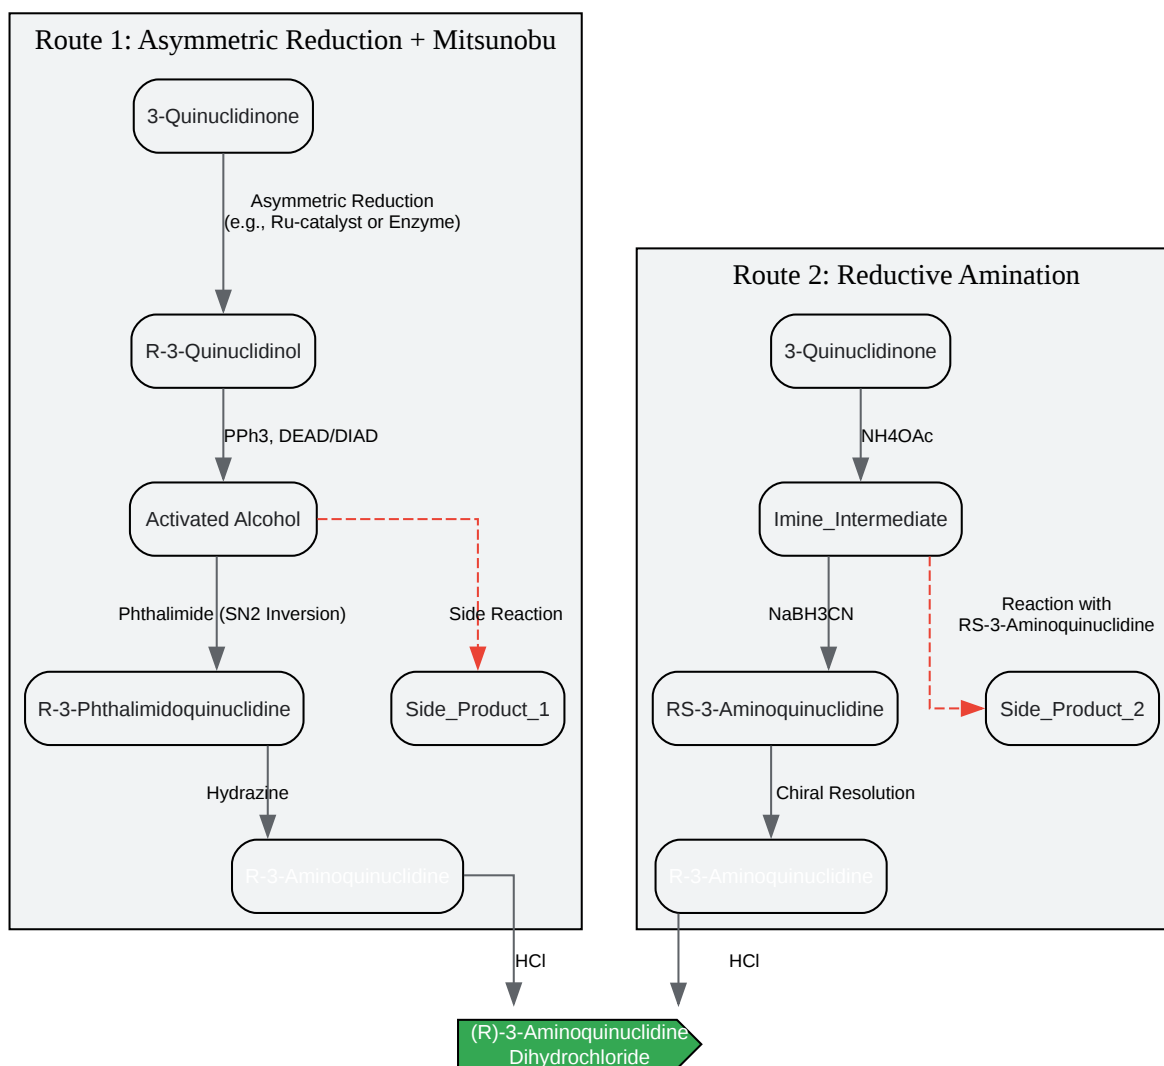 Route 1: Asymmetric Reduction + Mitsunobu
3-Quinuclidinone
Asymmetric Reduction
(e.g., Ru-catalyst or Enzyme)
R-3-Quinuclidinol
PPh3, DEAD/DIAD
Activated Alcohol
Phthalimide (SN2 Inversion)
Side Reaction
R-3-Phthalimidoquinuclidine
Side_Product_1
Hydrazine
R-3-Aminoquinuclidine
HCl
Route 2: Reductive Amination
3-Quinuclidinone
NH4OAc
Imine_Intermediate
NaBH3CN
Reaction with
RS-3-Aminoquinuclidine
RS-3-Aminoquinuclidine
Side_Product_2
Chiral Resolution
R-3-Aminoquinuclidine
HCl
(R)-3-Aminoquinuclidine
Dihydrochloride